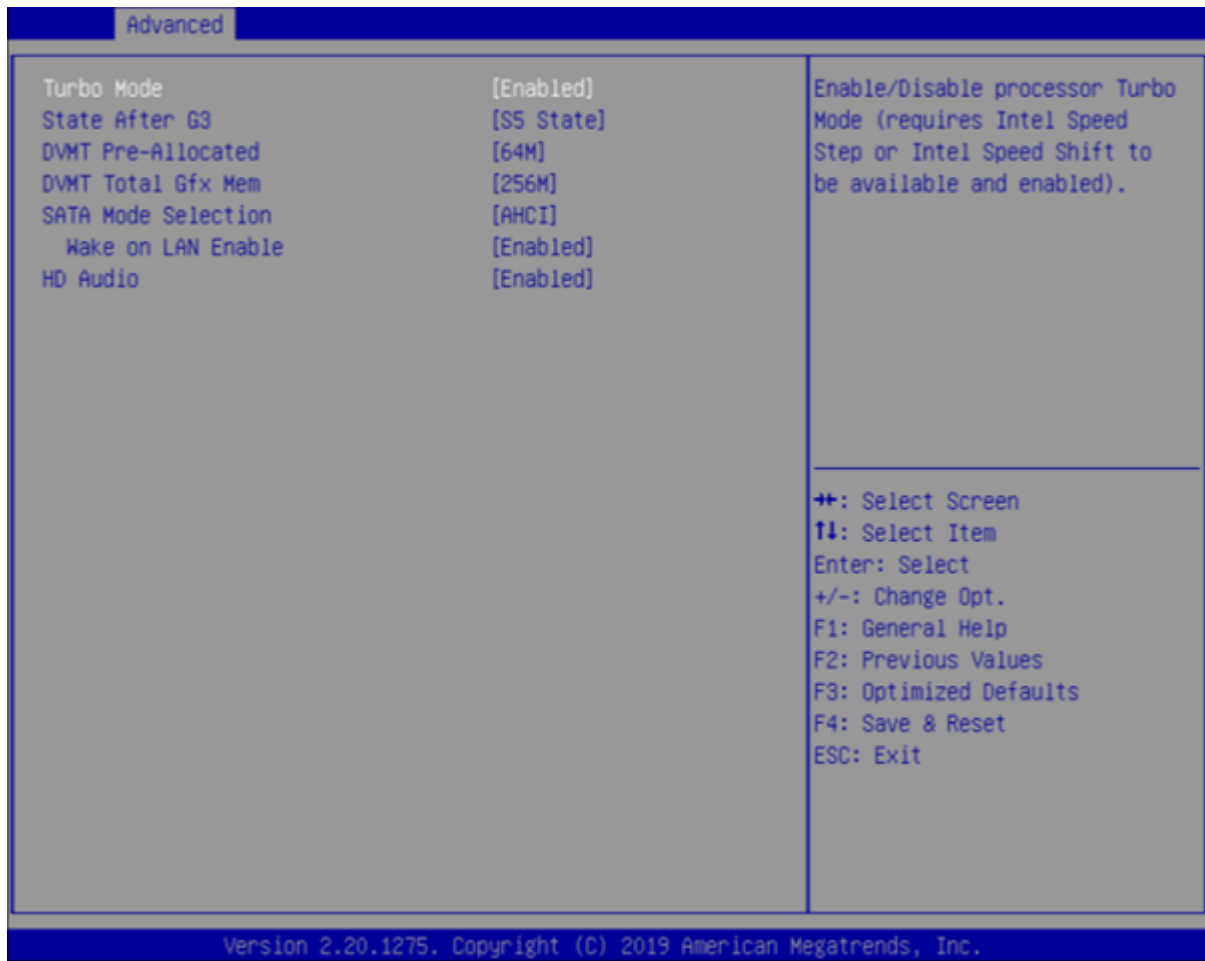 Advanced
Turbo Mode [Enabled]
State After G3 [S5 State]
DVMT Pre-Allocated [64M]
DVMT Total Gfx Mem [256M]
SATA Mode Selection [AHCI]
Wake on LAN Enable [Enabled]
HD Audio [Enabled]
Enable/Disable processor Turbo
Mode (requires Intel Speed
Step or Intel Speed Shift to
be available and enabled).
→←: Select Screen
↑↓: Select Item
Enter: Select
+/-: Change Opt.
F1: General Help
F2: Previous Values
F3: Optimized Defaults
F4: Save & Reset
ESC: Exit
Version 2.20.1275. Copyright (C) 2019 American Megatrends, Inc.